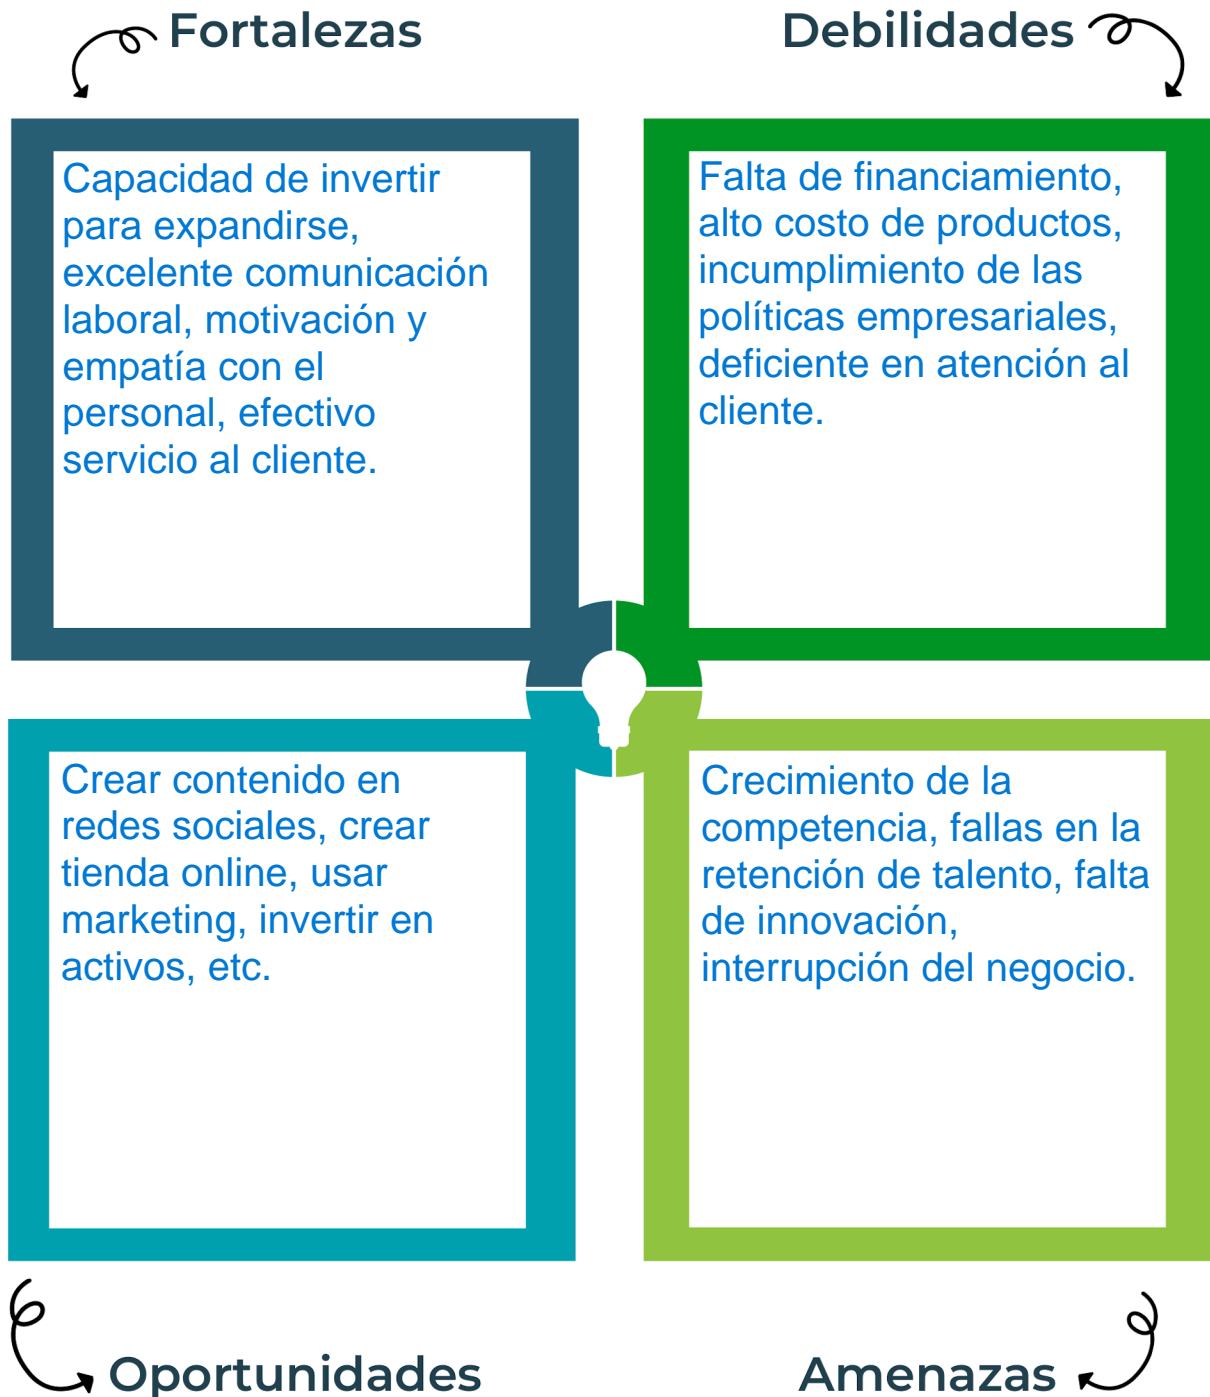 Fortalezas
Capacidad de invertir
para expandirse,
excelente comunicación
laboral, motivación y
empatía con el
personal, efectivo
servicio al cliente.
Debilidades
Falta de financiamiento,
alto costo de productos,
incumplimiento de las
políticas empresariales,
deficiente en atención al
cliente.
Crear contenido en
redes sociales, crear
tienda online, usar
marketing, invertir en
activos, etc.
Oportunidades
Crecimiento de la
competencia, fallas en la
retención de talento, falta
de innovación,
interrupción del negocio.
Amenazas